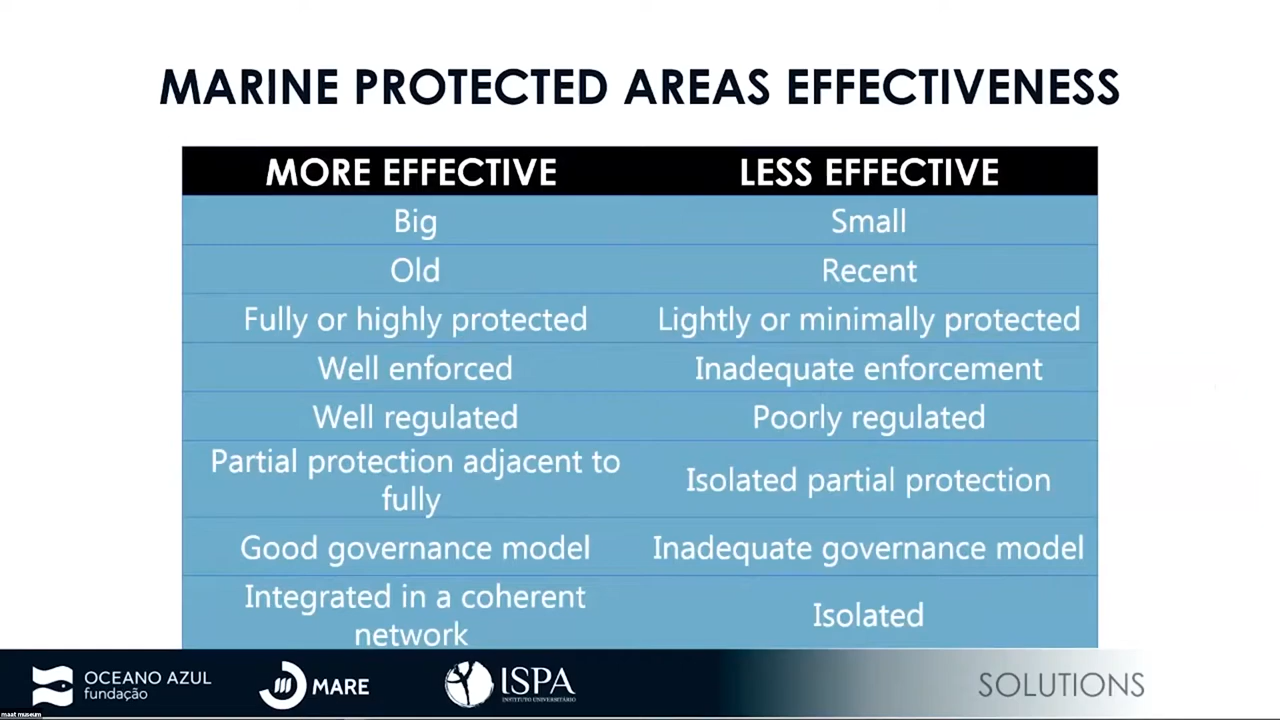 MARINE PROTECTED AREAS EFFECTIVENESS
MORE EFFECTIVE LESS EFFECTIVE
Big Small
Old Recent
Fully or highly protected Lightly or minimally protected
Well enforced Inadequate enforcement
Well regulated Poorly regulated
Partial protection adjacent to
fully
Isolated partial protection
Good governance model Inadequate governance model
Integrated in a coherent
network
Isolated
OCEANO AZUL
fundação
MARE
ISPA
INSTITUTO UNIVERSITÁRIO
SOLUTIONS
maat museum